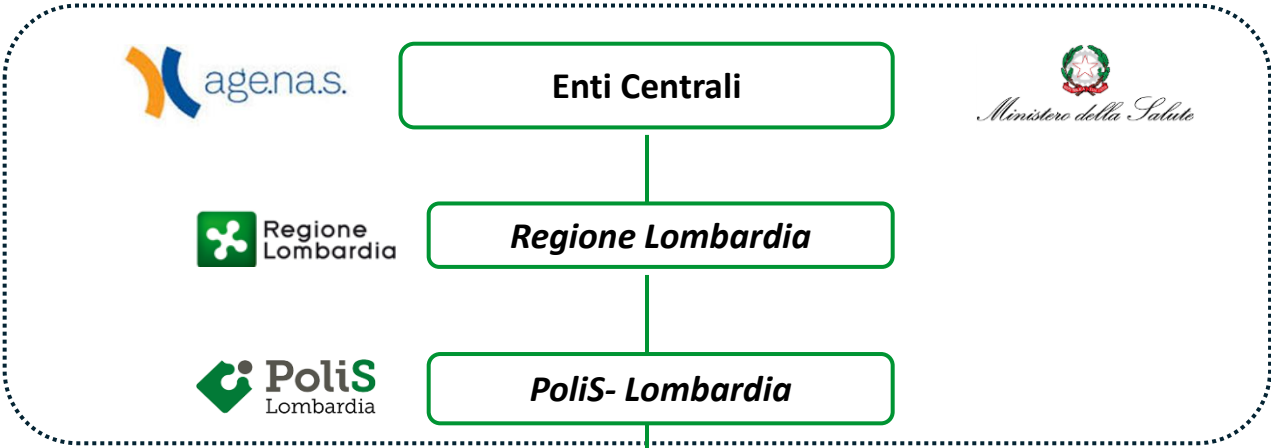 age.na.s.
Enti Centrali
Ministero della Salute
Regione
Lombardia
Regione Lombardia
PoliS
Lombardia
PoliS- Lombardia